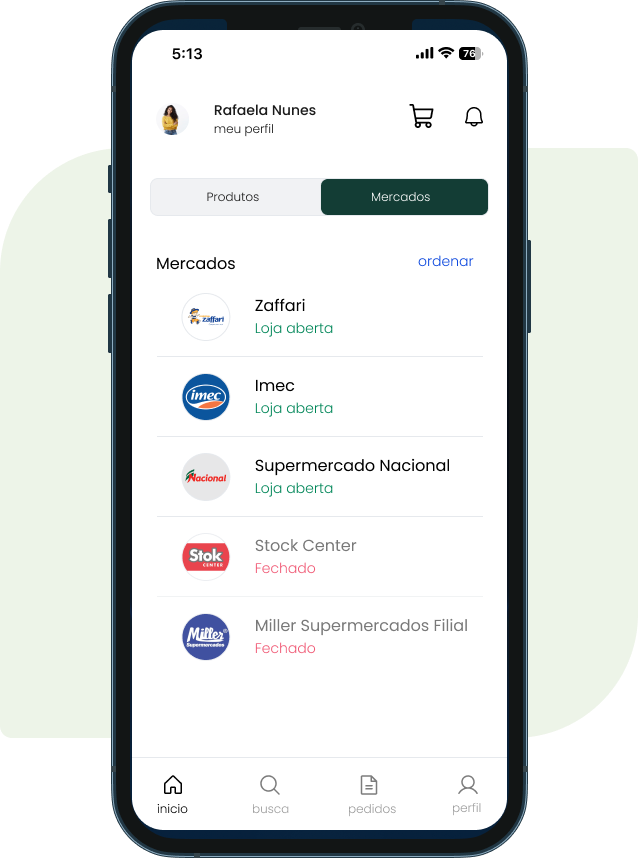 5:13
76
Rafaela Nunes
meu perfil
Produtos
Mercados
Mercados
ordenar
zaffari
Zaffari
Loja aberta
imec
Imec
Loja aberta
Nacional
Supermercado Nacional
Loja aberta
Stok
CENTER
Stock Center
Fechado
Miller
Supermercados
Miller Supermercados Filial
Fechado
inicio
busca
pedidos
perfil